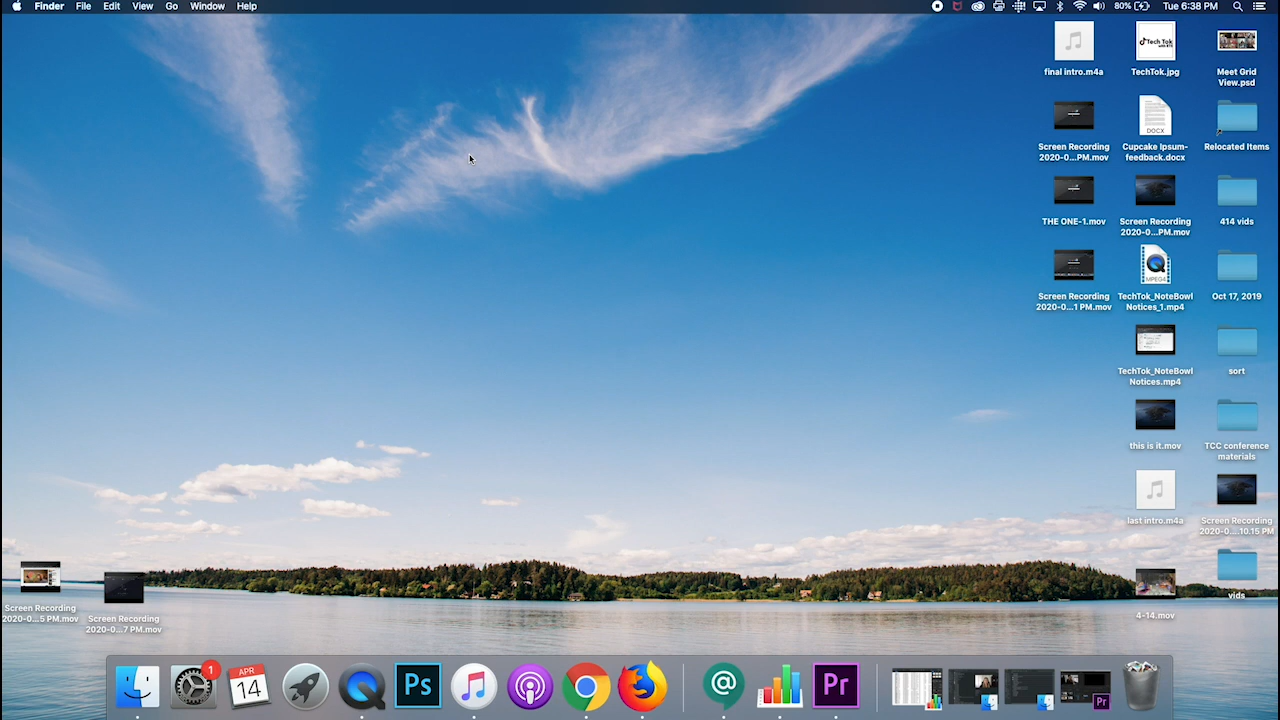 Finder File Edit View Go Window Help 80% Tue 6:38 PM
final intro.m4a
TechTok.jpg
Tech Tok
Meet Grid
View.psd
Screen Recording
2020-0...PM.mov
DOCX
Cupcake Ipsum-
feedback.docx
Relocated Items
THE ONE-1.mov
Screen Recording
2020-0...PM.mov
414 vids
Screen Recording
2020-0...1 PM.mov
MPEG4
TechTok_NoteBowl
Notices_1.mp4
Oct 17, 2019
TechTok_NoteBowl
Notices.mp4
sort
this is it.mov
TCC conference
materials
last intro.m4a
Screen Recording
2020-0...10.15 PM
vids
4-14.mov
Screen Recording
2020-0...5 PM.mov
Screen Recording
2020-0...7 PM.mov
1
APR
14
Ps
@
Pr
Pr